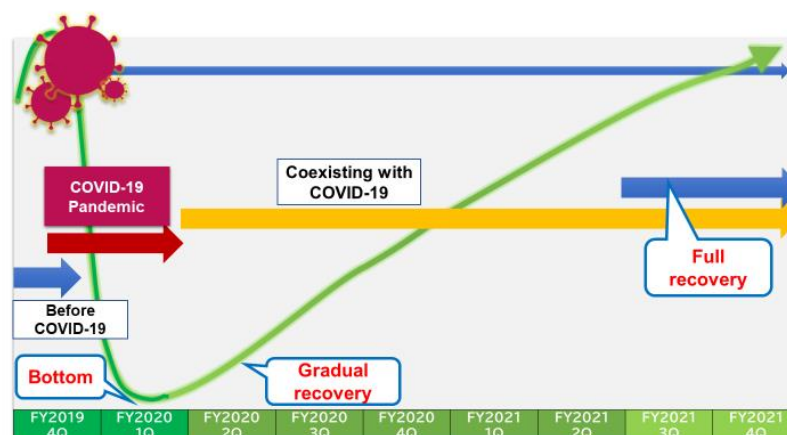 COVID-19
Pandemic
Coexisting with
COVID-19
Full
recovery
Before
COVID-19
Bottom
Gradual
recovery
FY2019 FY2020 FY2020 FY2020 FY2020 FY2021 FY2021 FY2021 FY2021
4Q 1Q 2Q 3Q 4Q 1Q 2Q 3Q 4Q